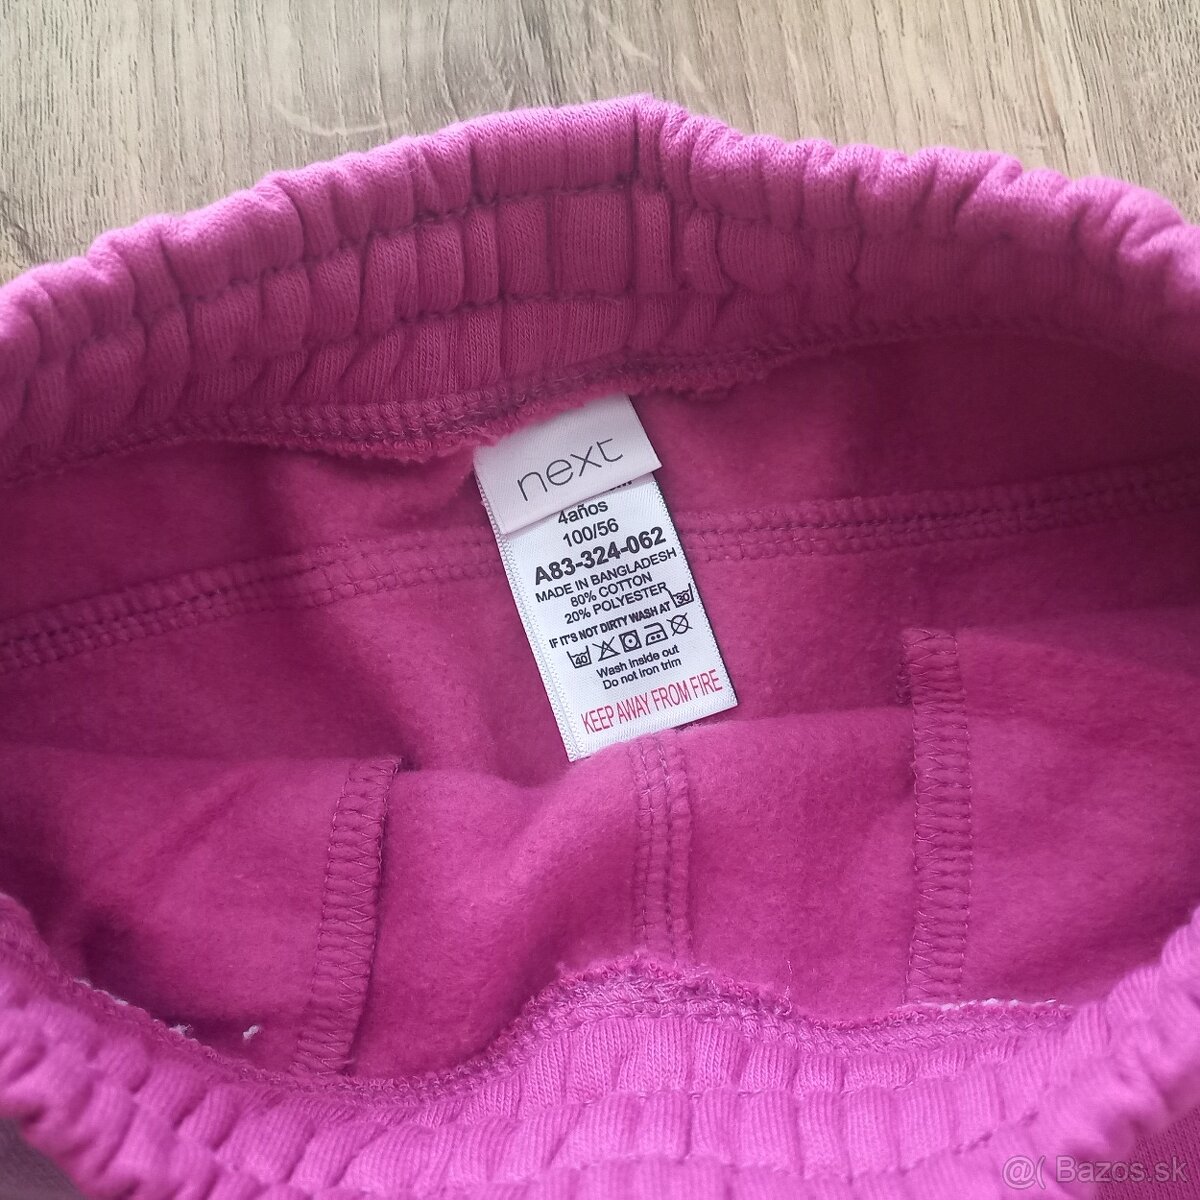 next
4años
100/56
A83-324-062
MADE IN BANGLADESH
80% COTTON
20% POLYESTER
IF IT'S NOT DIRTY WASH AT 30
40
Wash inside out
Do not iron trim
KEEP AWAY FROM FIRE
@( Bazos.sk